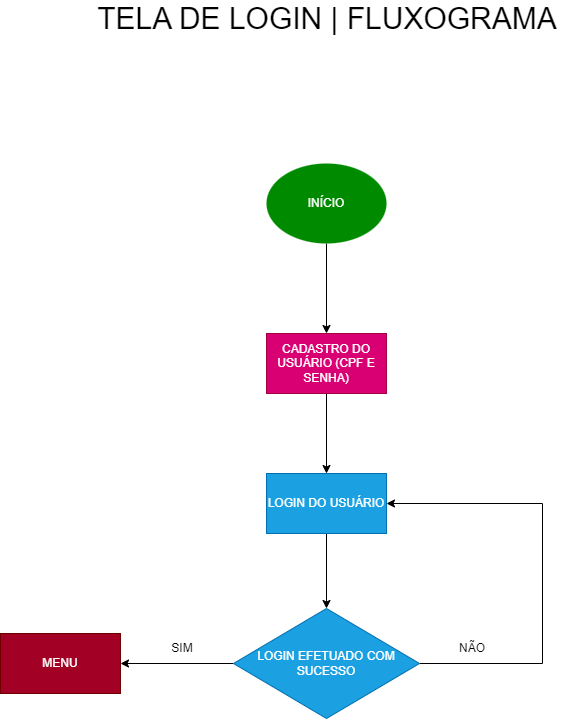 TELA DE LOGIN | FLUXOGRAMA
INÍCIO
CADASTRO DO
USUÁRIO (CPF E
SENHA)
LOGIN DO USUÁRIO
LOGIN EFETUADO COM
SUCESSO
SIM
NÃO
MENU